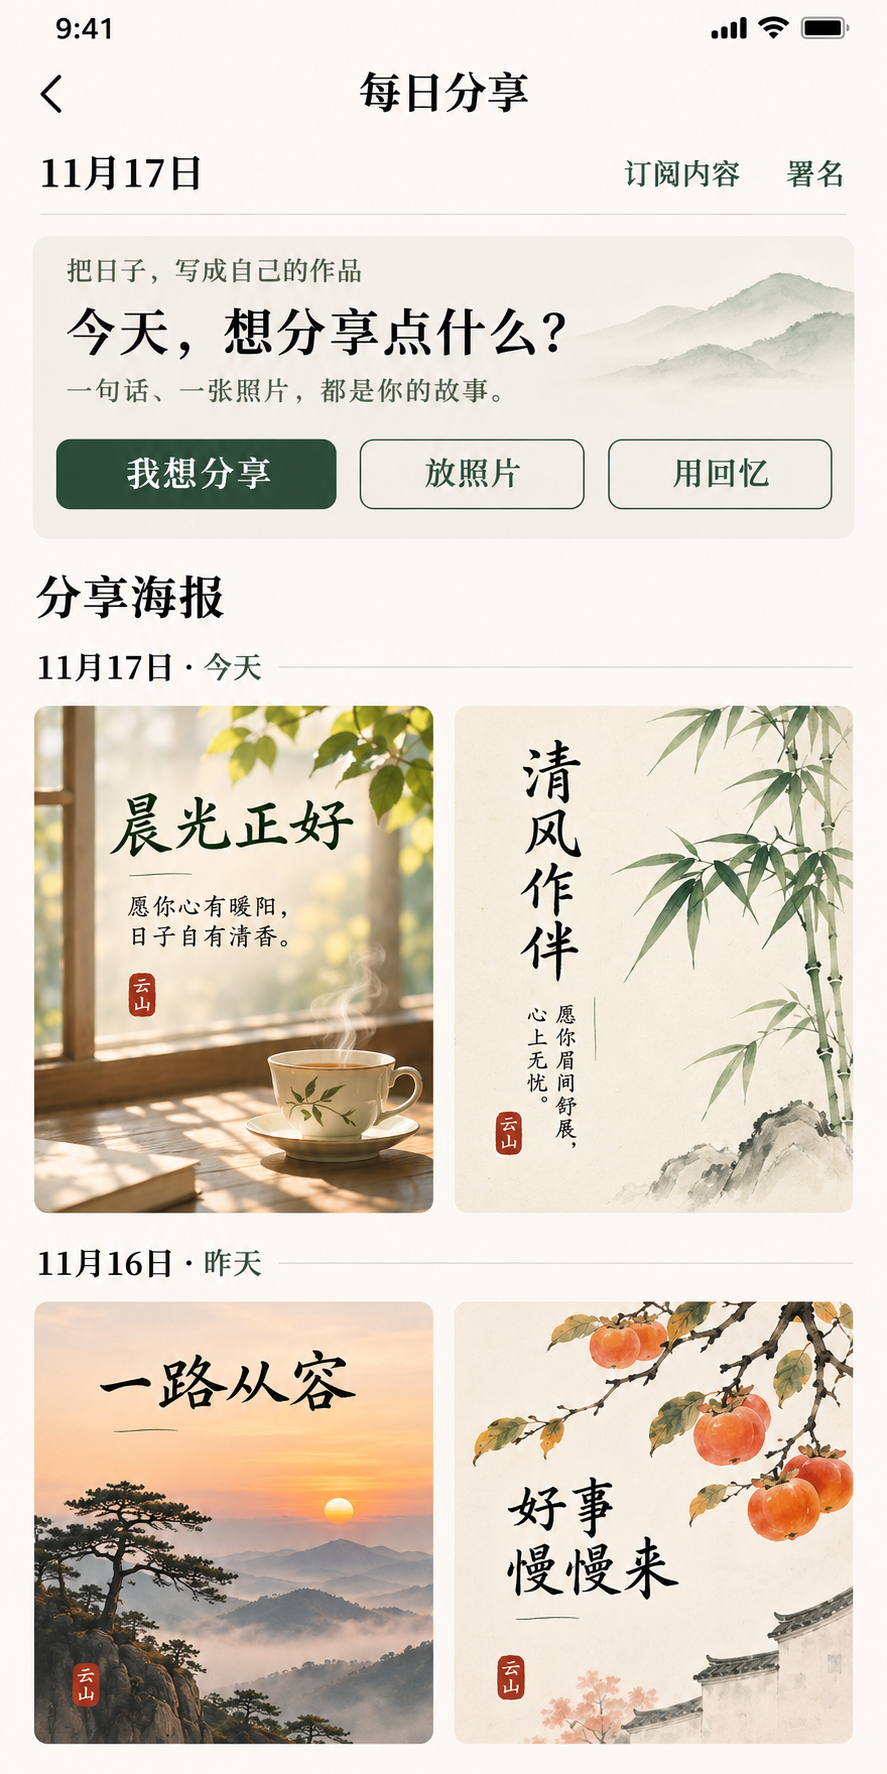 9:41
每日分享
11月17日
订阅内容
署名
把日子，写成自己的作品
今天，想分享点什么？
一句话、一张照片，都是你的故事。
我想分享
放照片
用回忆
分享海报
11月17日·今天
晨光正好
愿你心有暖阳，
日子自有清香。
云山
清风作伴
愿你眉间舒展，
心上无忧。
云山
11月16日·昨天
一路从容
云山
好事
慢慢来
云山